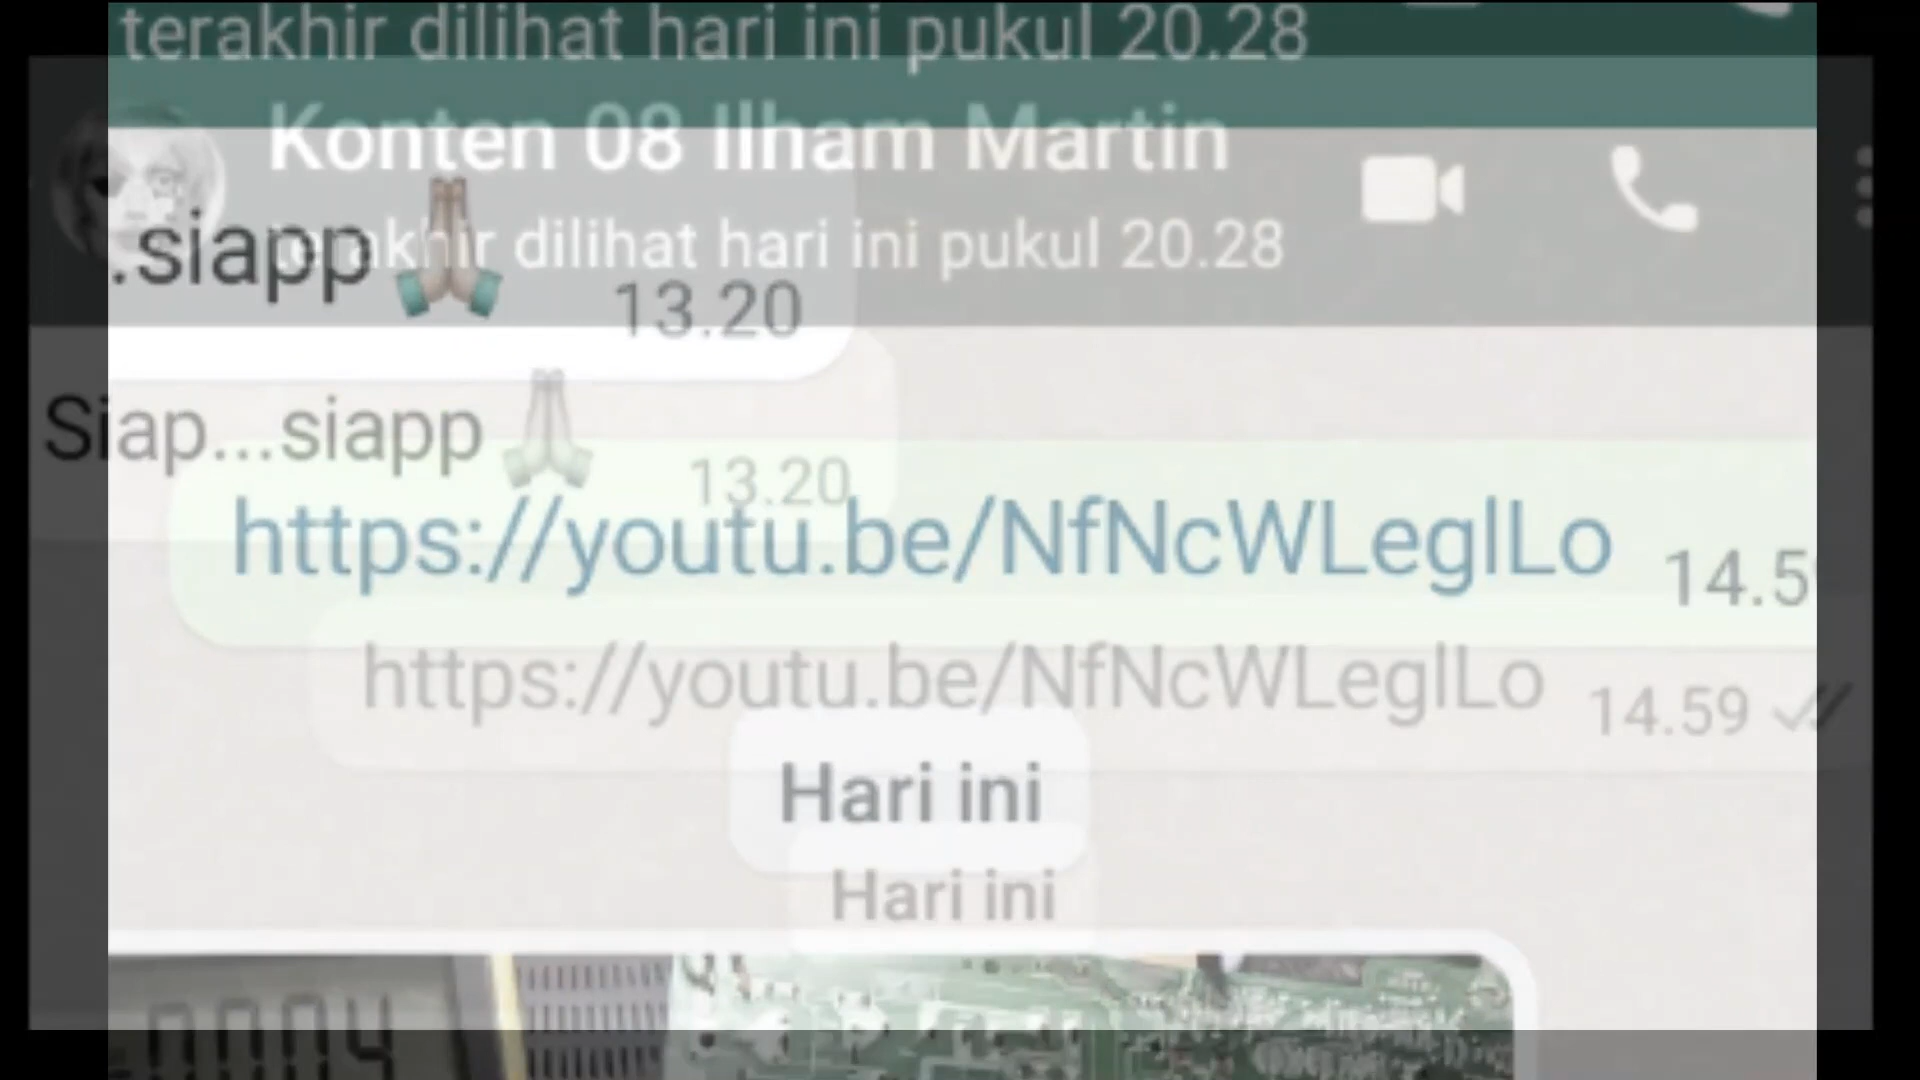 terakhir dilihat hari ini pukul 20.28
Konten 08 Ilham Martin
terakhir dilihat hari ini pukul 20.28
.siapp🙏🏽
13.20
Siap...siapp🙏🏽
13.20
https://youtu.be/NfNcWLeglLo
14.5
https://youtu.be/NfNcWLeglLo
14.59
Hari ini
Hari ini